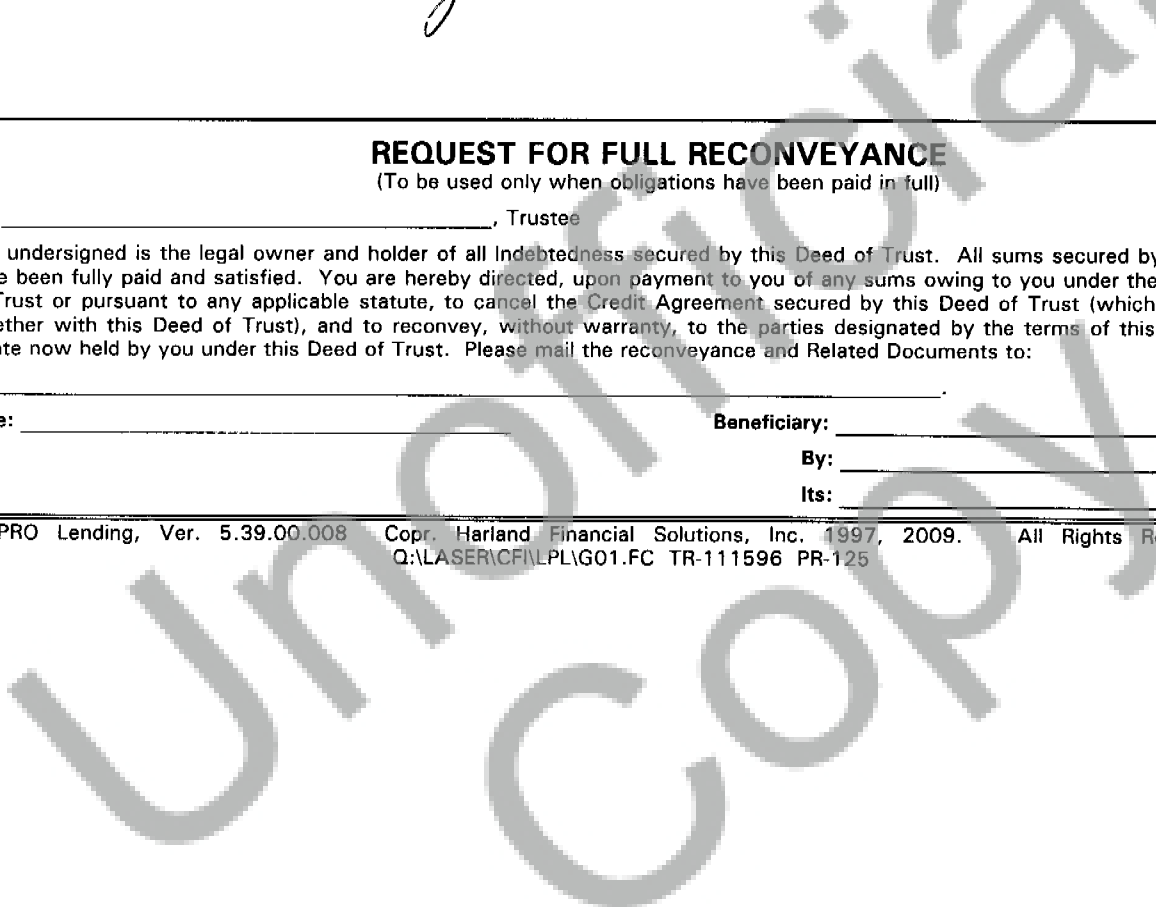 REQUEST FOR FULL RECONVEYANCE
(To be used only when obligations have been paid in full)
, Trustee
undersigned is the legal owner and holder of all Indebtedness secured by this Deed of Trust. All sums secured by
been fully paid and satisfied. You are hereby directed, upon payment to you of any sums owing to you under the
Trust or pursuant to any applicable statute, to cancel the Credit Agreement secured by this Deed of Trust (which
ether with this Deed of Trust), and to reconvey, without warranty, to the parties designated by the terms of this
te now held by you under this Deed of Trust. Please mail the reconveyance and Related Documents to:
e: Beneficiary:
By:
Its:
PRO Lending, Ver. 5.39.00.008 Copr. Harland Financial Solutions, Inc. 1997, 2009. All Rights R
Q:\LASER\CFI\LPL\G01.FC TR-111596 PR-125
Unofficial
Copy